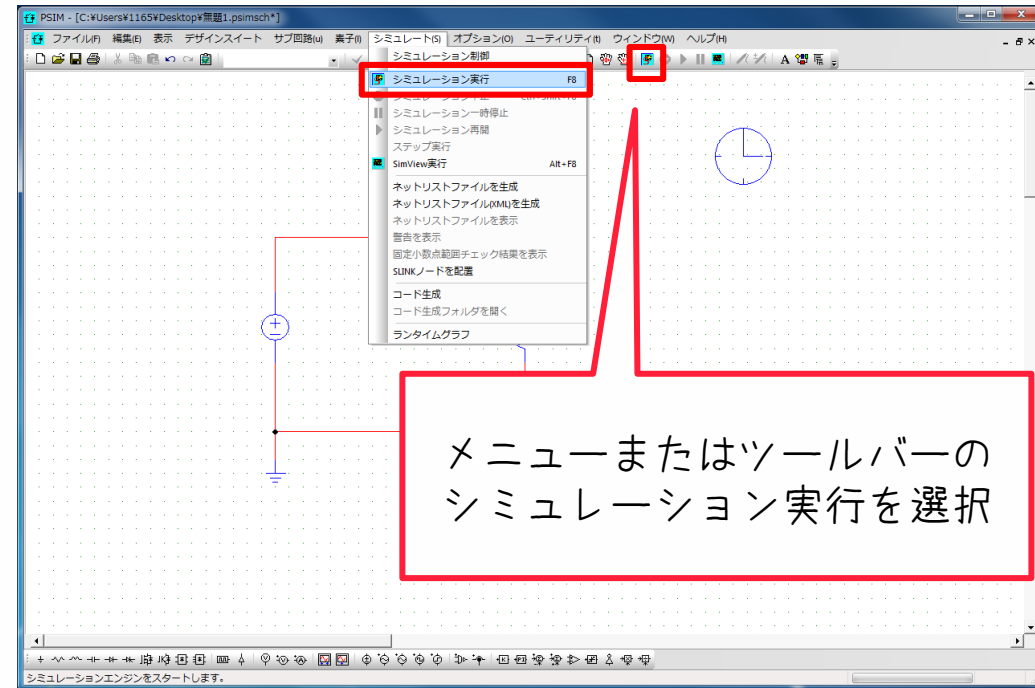 PSIM - [C:¥Users¥1165¥Desktop¥無題1.psimsch*]
ファイル(F) 編集(E) 表示 デザインスイート サブ回路(u) 素子(l) シミュレート(S) オプション(O) ユーティリティ(t) ウィンドウ(W) ヘルプ(H)
シミュレーション制御
シミュレーション実行 F8
シミュレーション一時停止
シミュレーション再開
ステップ実行
SimView実行 Alt+F8
ネットリストファイルを生成
ネットリストファイル(XML)を生成
ネットリストファイルを表示
警告を表示
固定小数点範囲チェック結果を表示
SLINKノードを配置
コード生成
コード生成フォルダを開く
ランタイムグラフ
メニューまたはツールバーの
シミュレーション実行を選択
シミュレーションエンジンをスタートします。